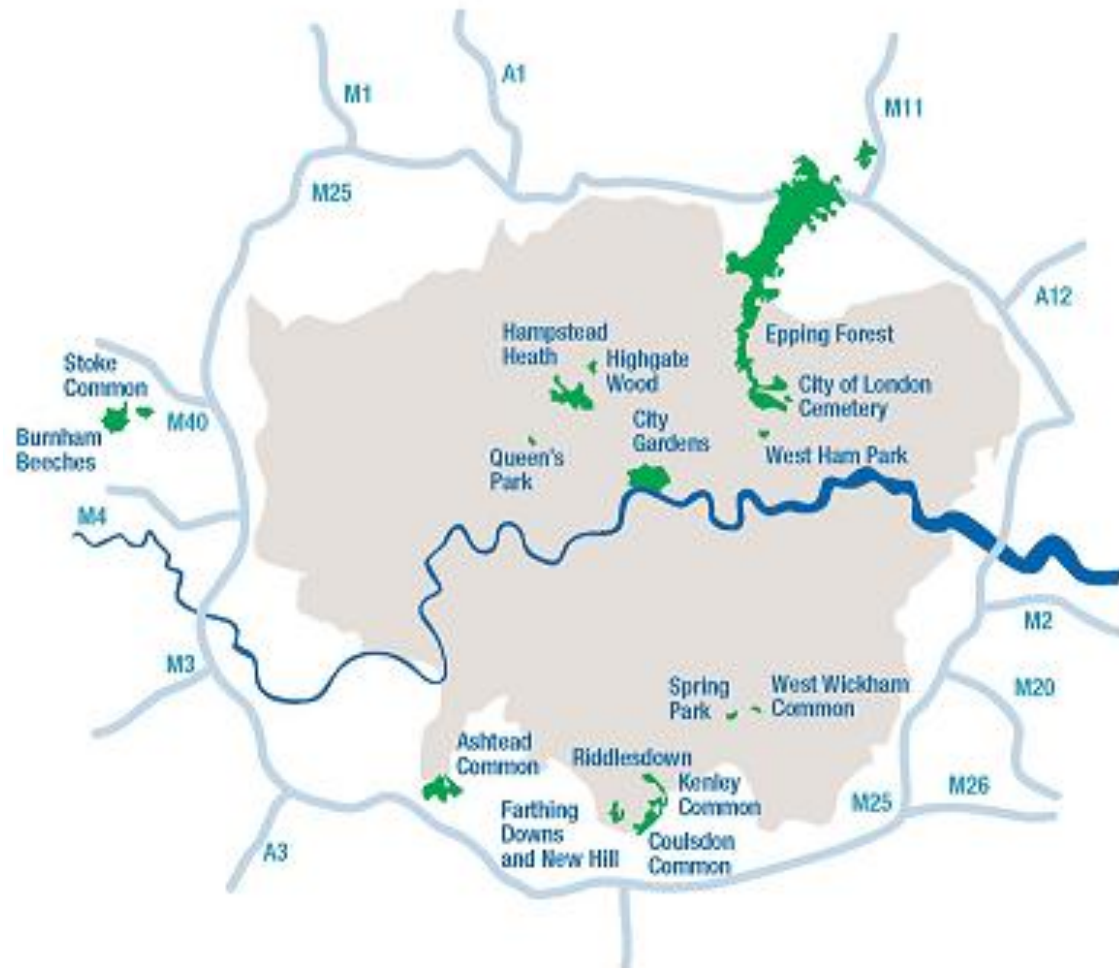 M1
A1
M11
M25
A12
Hampstead
Heath
Highgate
Wood
Epping Forest
Stoke
Common
M40
Burnham
Beeches
City of London
Cemetery
City
Gardens
Queen's
Park
West Ham Park
M4
M2
M3
M20
Spring
Park
West Wickham
Common
Ashtead
Common
Riddlesdown
Kenley
Common
M25
M26
Farthing
Downs
and New Hill
Coulsdon
Common
A3